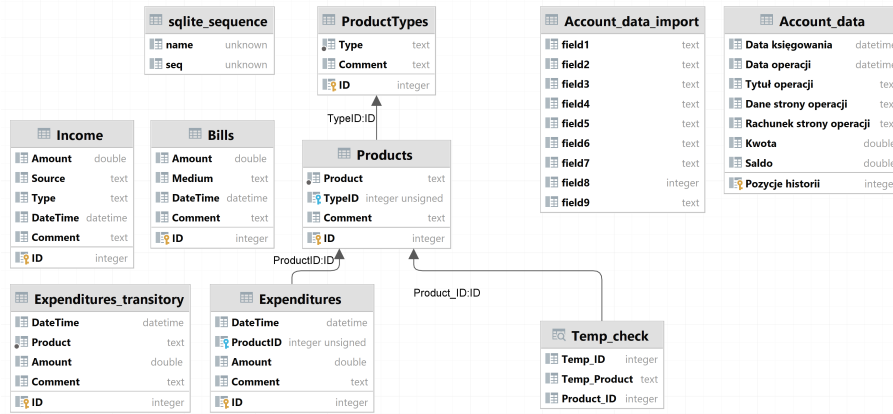 sqlite_sequence
name unknown
seq unknown
ProductTypes
Type text
Comment text
ID integer
Account_data_import
field1 text
field2 text
field3 text
field4 text
field5 text
field6 text
field7 text
field8 integer
field9 text
Account_data
Data księgowania datetime
Data operacji datetime
Tytuł operacji tex
Dane strony operacji tex
Rachunek strony operacji tex
Kwota double
Saldo double
Pozycje historii intege
TypeID:ID
Income
Amount double
Source text
Type text
DateTime datetime
Comment text
ID integer
Bills
Amount double
Medium text
DateTime datetime
Comment text
ID integer
Products
Product text
TypeID integer unsigned
Comment text
ID integer
ProductID:ID
Product_ID:ID
Expenditures_transitory
DateTime datetime
Product text
Amount double
Comment text
ID integer
Expenditures
DateTime datetime
ProductID integer unsigned
Amount double
Comment text
ID integer
Temp_check
Temp_ID integer
Temp_Product text
Product_ID integer